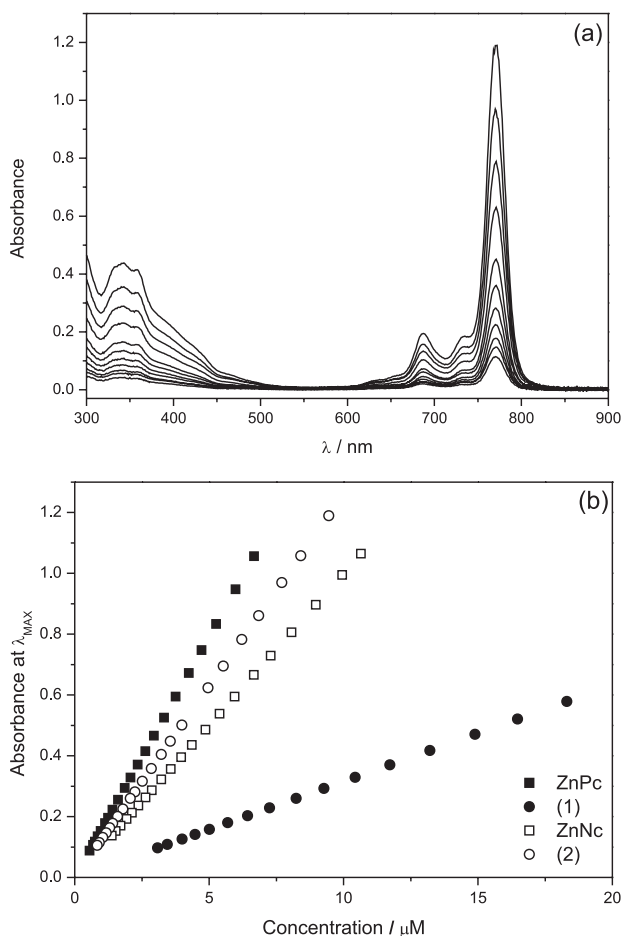 (a)
1.2
1.0
0.8
0.6
0.4
0.2
0.0
Absorbance
300 400 500 600 700 800 900
λ / nm
(b)
1.2
1.0
0.8
0.6
0.4
0.2
0.0
Absorbance at λMAX
ZnPc
(1)
ZnNc
(2)
0 5 10 15 20
Concentration / μM